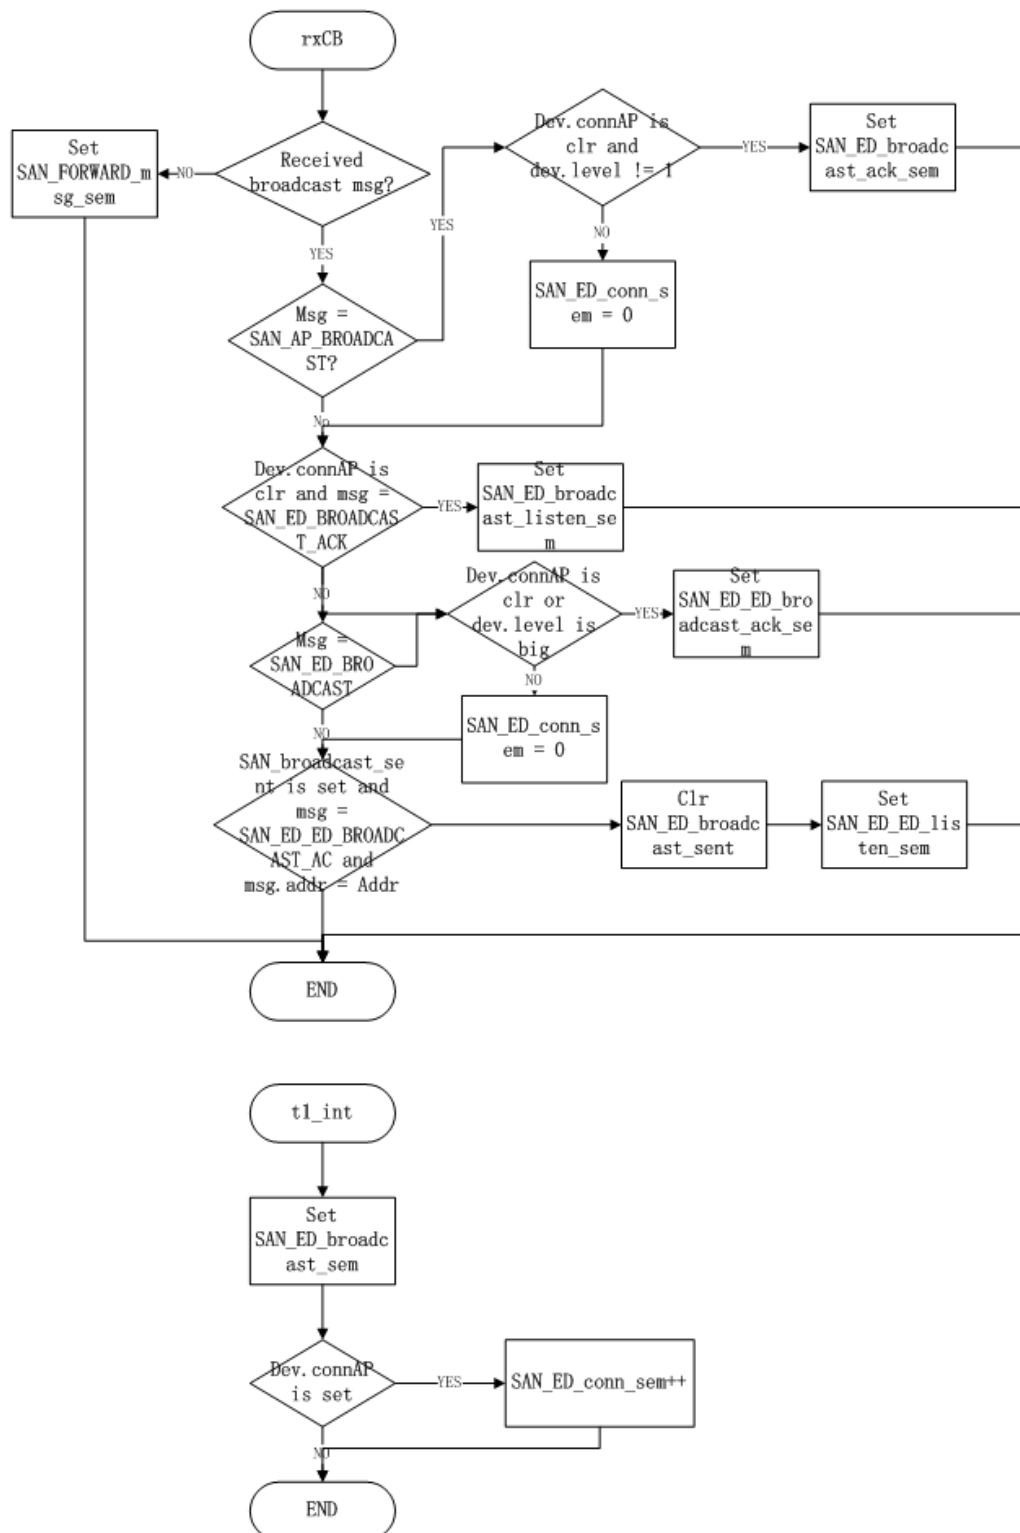 rxCB
Received
broadcast msg?
NO
Set
SAN_FORWARD_m
sg_sem
YES
Msg =
SAN_AP_BROADCA
ST?
YES
Dev.connAP is
clr and
dev.level != 1
YES
Set
SAN_ED_broadc
ast_ack_sem
NO
SAN_ED_conn_s
em = 0
No
Dev.connAP is
clr and msg =
SAN_ED_BROADCAS
T_ACK
YES
Set
SAN_ED_broadc
ast_listen_se
m
NO
Msg =
SAN_ED_BRO
ADCAST
Dev.connAP is
clr or
dev.level is
big
YES
Set
SAN_ED_ED_bro
adcast_ack_se
m
NO
SAN_ED_conn_s
em = 0
NO
SAN_broadcast_se
nt is set and
msg =
SAN_ED_ED_BROADC
AST_AC and
msg.addr = Addr
Clr
SAN_ED_broadc
ast_sent
Set
SAN_ED_ED_lis
ten_sem
END
t1_int
Set
SAN_ED_broadc
ast_sem
Dev.connAP
is set
YES
SAN_ED_conn_sem++
NO
END